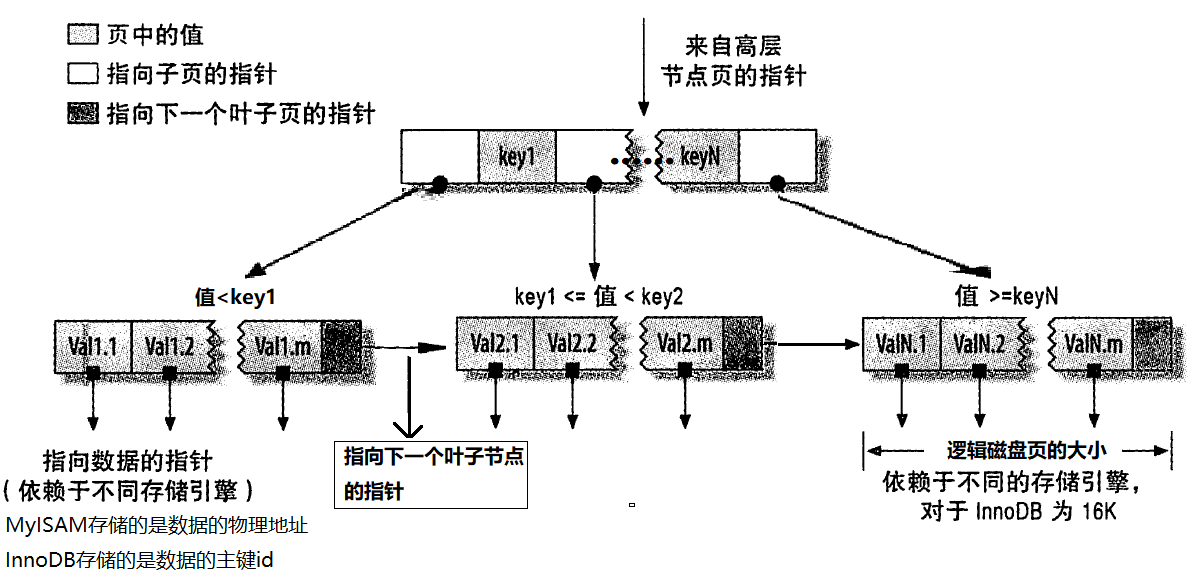 页中的值
指向子页的指针
指向下一个叶子页的指针
来自高层
节点页的指针
key1
......
keyN
值<key1
key1 <= 值 < key2
值 >=keyN
Val1.1 Val1.2 Val1.m
Val2.1 Val2.2 Val2.m
ValN.1 ValN.2 ValN.m
指向数据的指针
(依赖于不同存储引擎)
MyISAM存储的是数据的物理地址
InnoDB存储的是数据的主键id
指向下一个叶子节点
的指针
逻辑磁盘页的大小
依赖于不同的存储引擎，
对于 InnoDB 为 16K